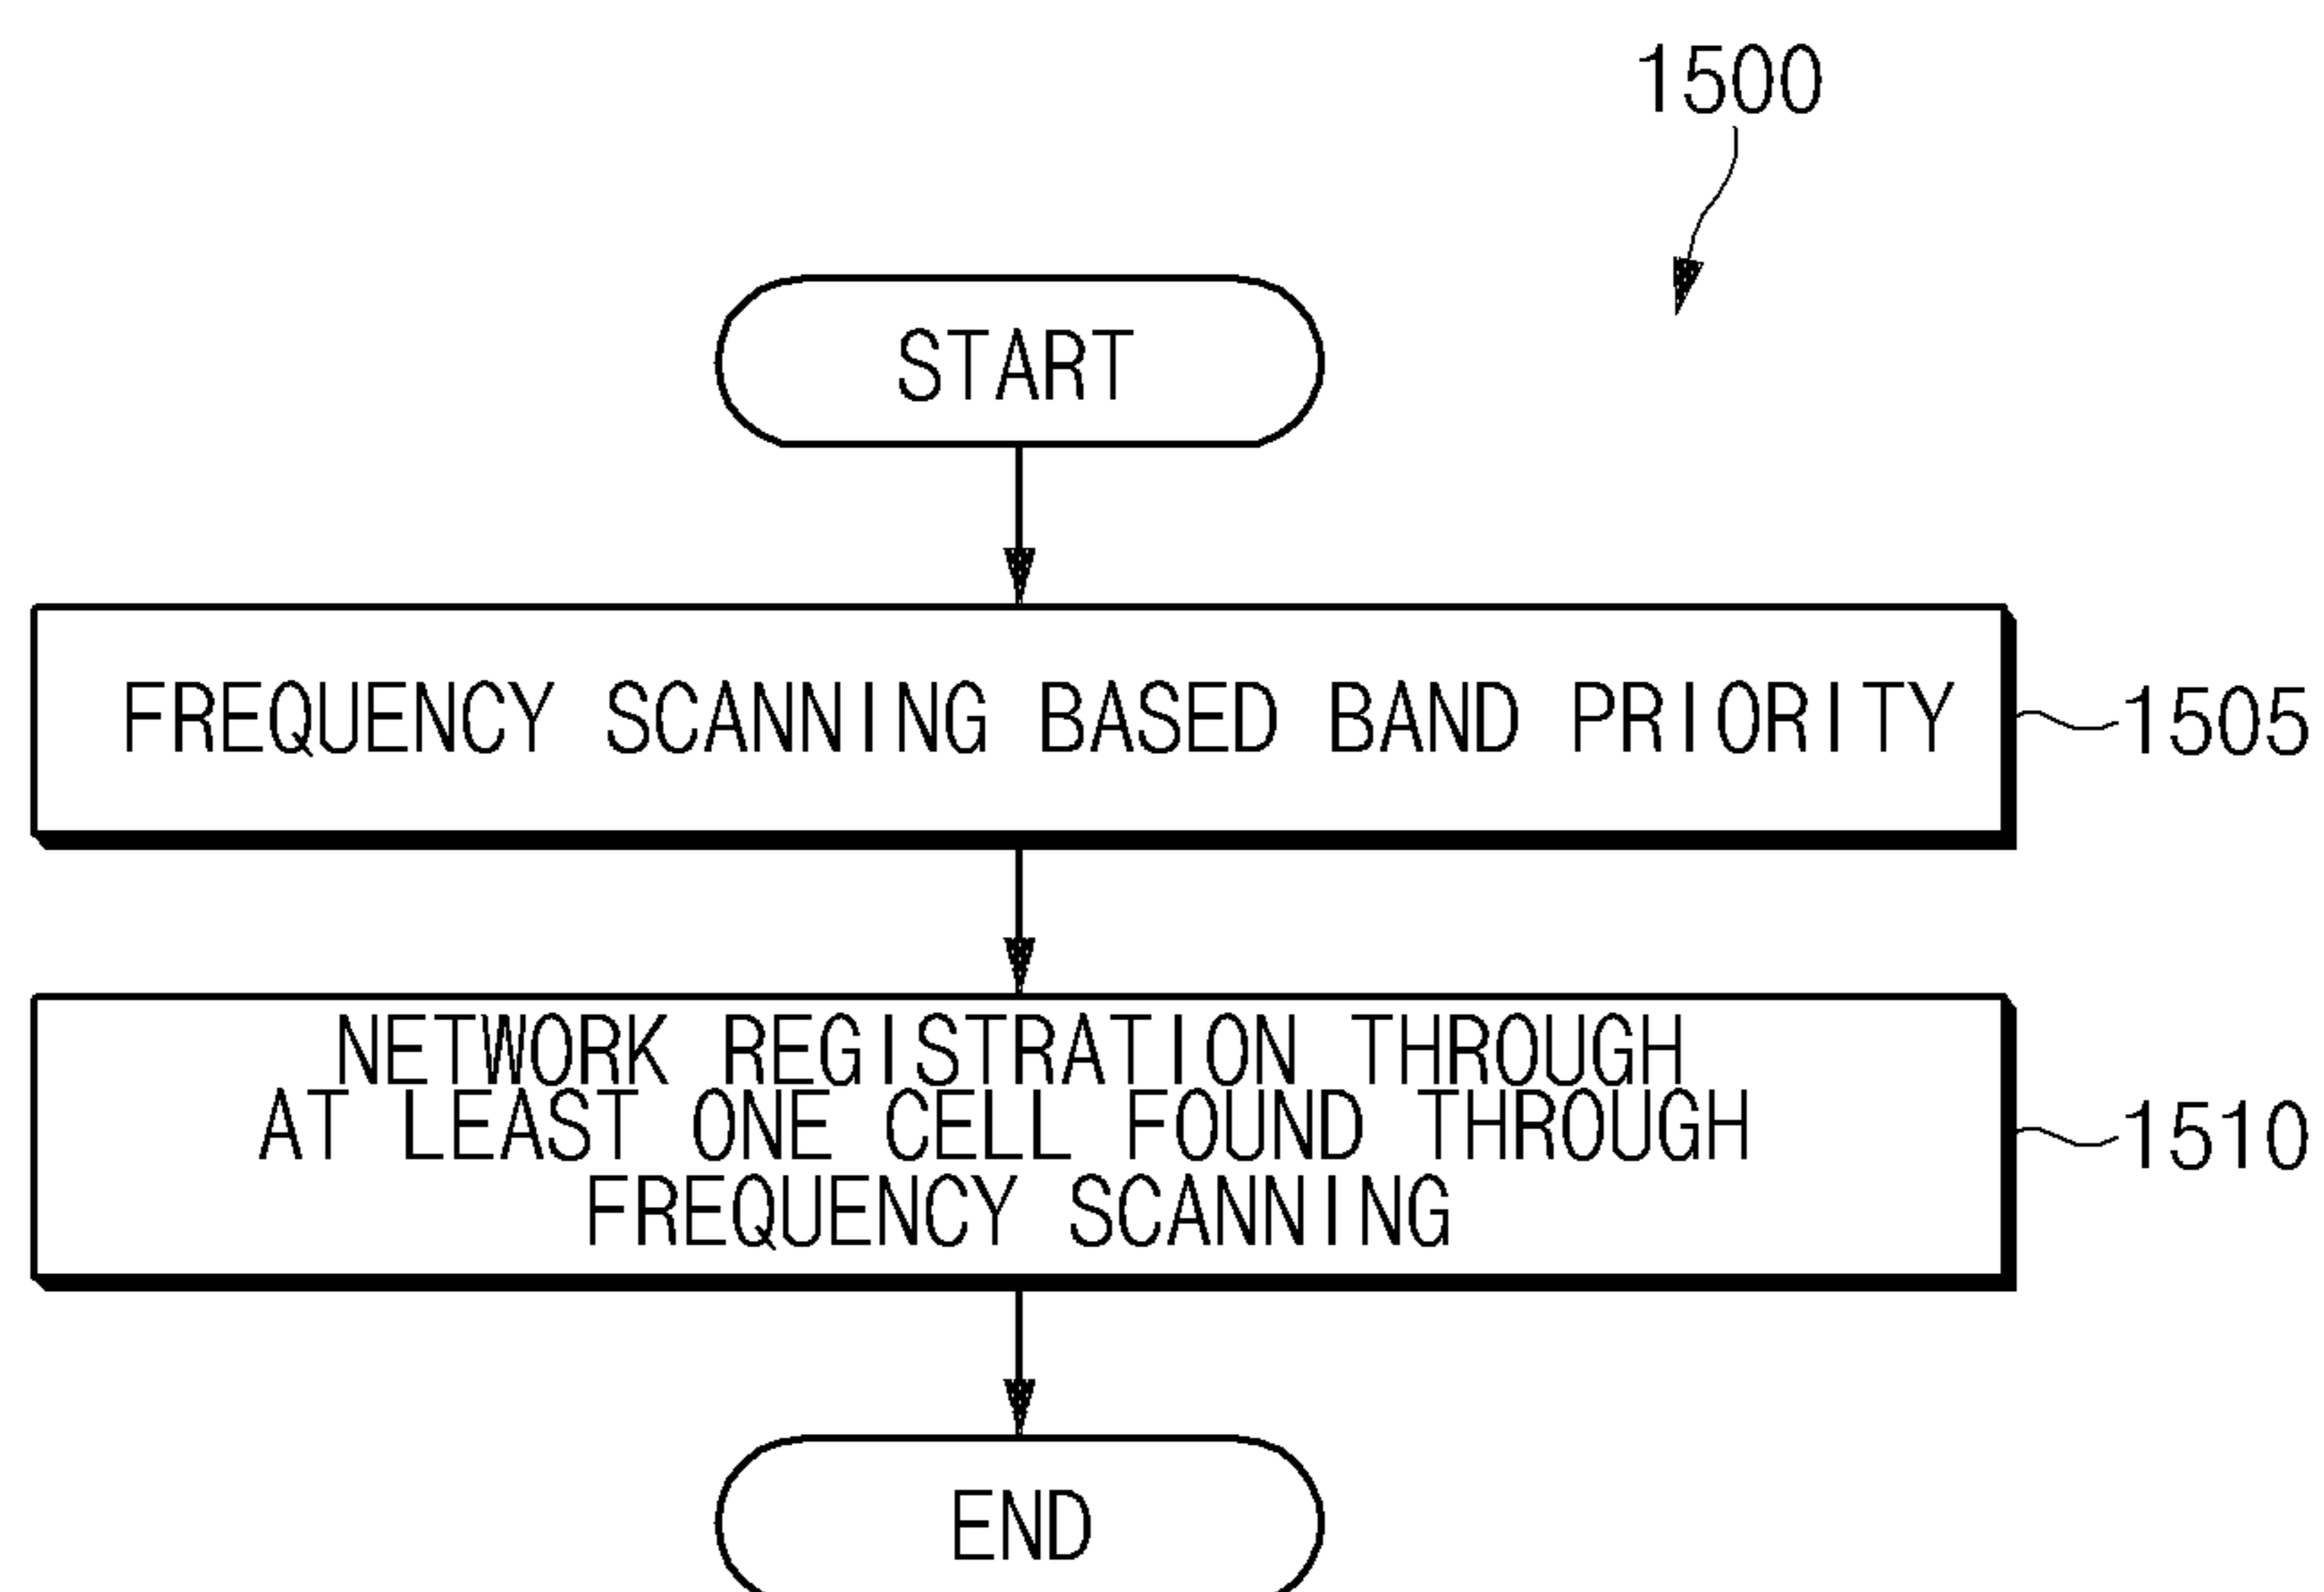 1500
START
FREQUENCY SCANNING BASED BAND PRIORITY
1505
NETWORK REGISTRATION THROUGH
AT LEAST ONE CELL FOUND THROUGH
FREQUENCY SCANNING
1510
END